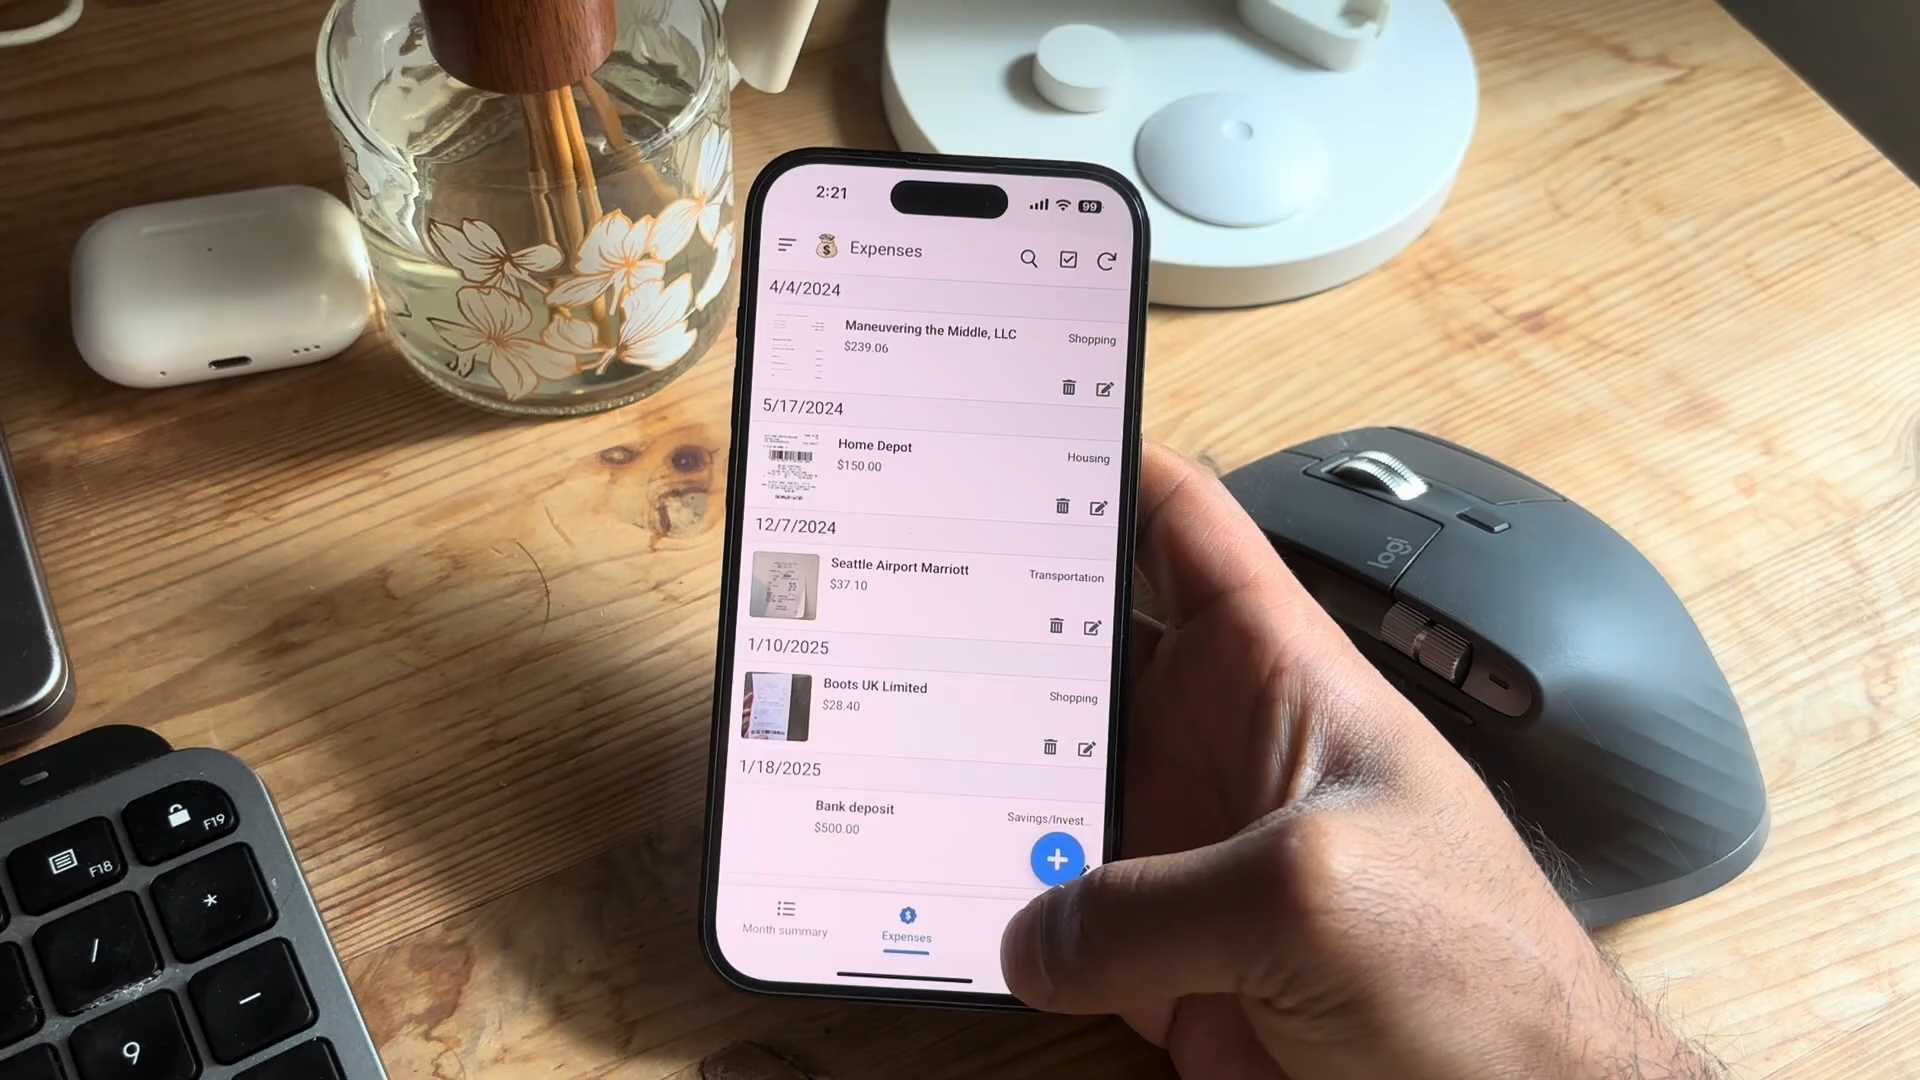 2:21
99
Expenses
4/4/2024
Maneuvering the Middle, LLC
Shopping
$239.06
5/17/2024
Home Depot
Housing
$150.00
12/7/2024
Seattle Airport Marriott
Transportation
$37.10
1/10/2025
Boots UK Limited
Shopping
$28.40
1/18/2025
Bank deposit
Savings/Invest...
$500.00
Month summary
Expenses
logi
F19
F18
*
/
-
9